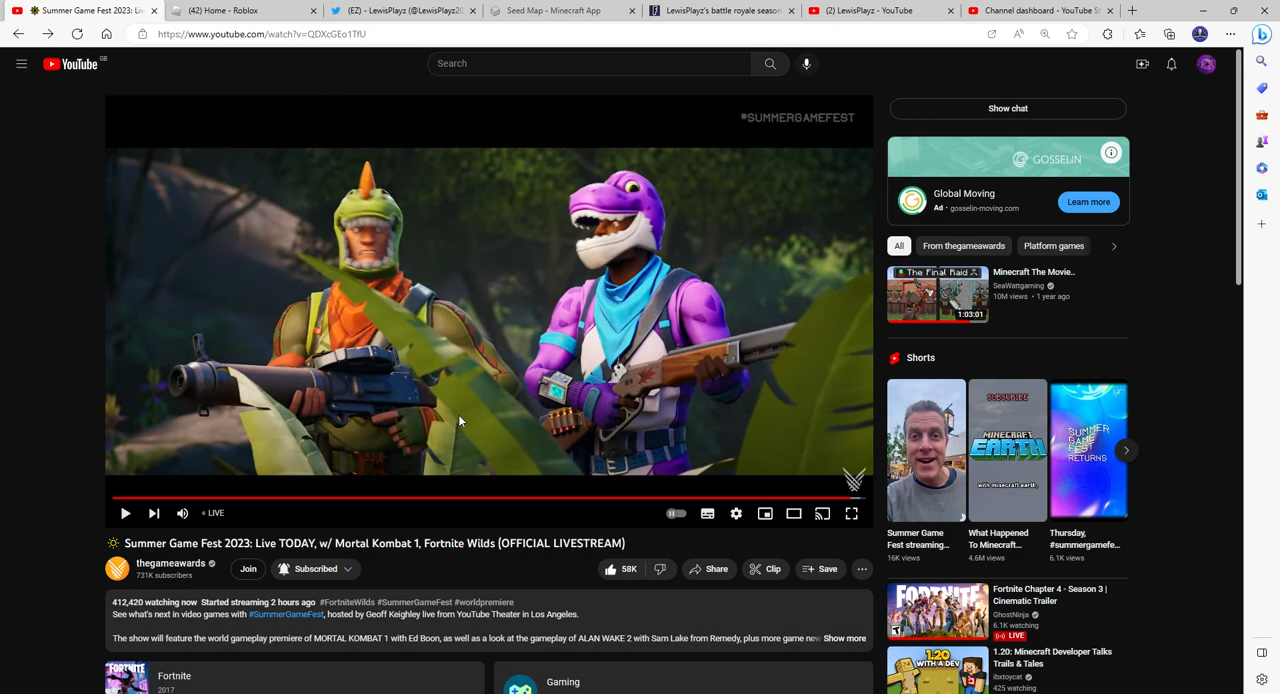 Summer Game Fest 2023: Liv
(42) Home - Roblox
(EZ) - LewisPlayz (@LewisPlayz20
Seed Map - Minecraft App
LewisPlayz's battle royale season
(2) LewisPlayz - YouTube
Channel dashboard - YouTube St
https://www.youtube.com/watch?v=QDXcGEo1TfU
YouTube GB
Search
#SUMMERGAMEFEST
LIVE
Summer Game Fest 2023: Live TODAY, w/ Mortal Kombat 1, Fortnite Wilds (OFFICIAL LIVESTREAM)
thegameawards
731K subscribers
Join
Subscribed
58K
Share
Clip
Save
412,420 watching now Started streaming 2 hours ago #FortniteWilds #SummerGameFest #worldpremiere
See what's next in video games with #SummerGameFest, hosted by Geoff Keighley live from YouTube Theater in Los Angeles.
The show will feature the world gameplay premiere of MORTAL KOMBAT 1 with Ed Boon, as well as a look at the gameplay of ALAN WAKE 2 with Sam Lake from Remedy, plus more game new Show more
FORTNITE
Fortnite
2017
Gaming
Show chat
GOSSELIN
Global Moving
Ad · gosselin-moving.com
Learn more
All
From thegameawards
Platform games
The Final Raid
1:03:01
Minecraft The Movie..
SeaWattgaming
10M views · 1 year ago
Shorts
SUBSCRIBE
MINECRAFT
EARTH
with minecraft earth.
SUMMER
GAME
FEST
RETURNS
Summer Game
Fest streaming...
16K views
What Happened
To Minecraft...
4.6M views
Thursday,
#summergamefe...
6.1K views
FORTNITE
Fortnite Chapter 4 - Season 3 |
Cinematic Trailer
GhostNinja
6.1K watching
LIVE
1.20
WITH A DEV
1.20: Minecraft Developer Talks
Trails & Tales
ibxtoycat
425 watching